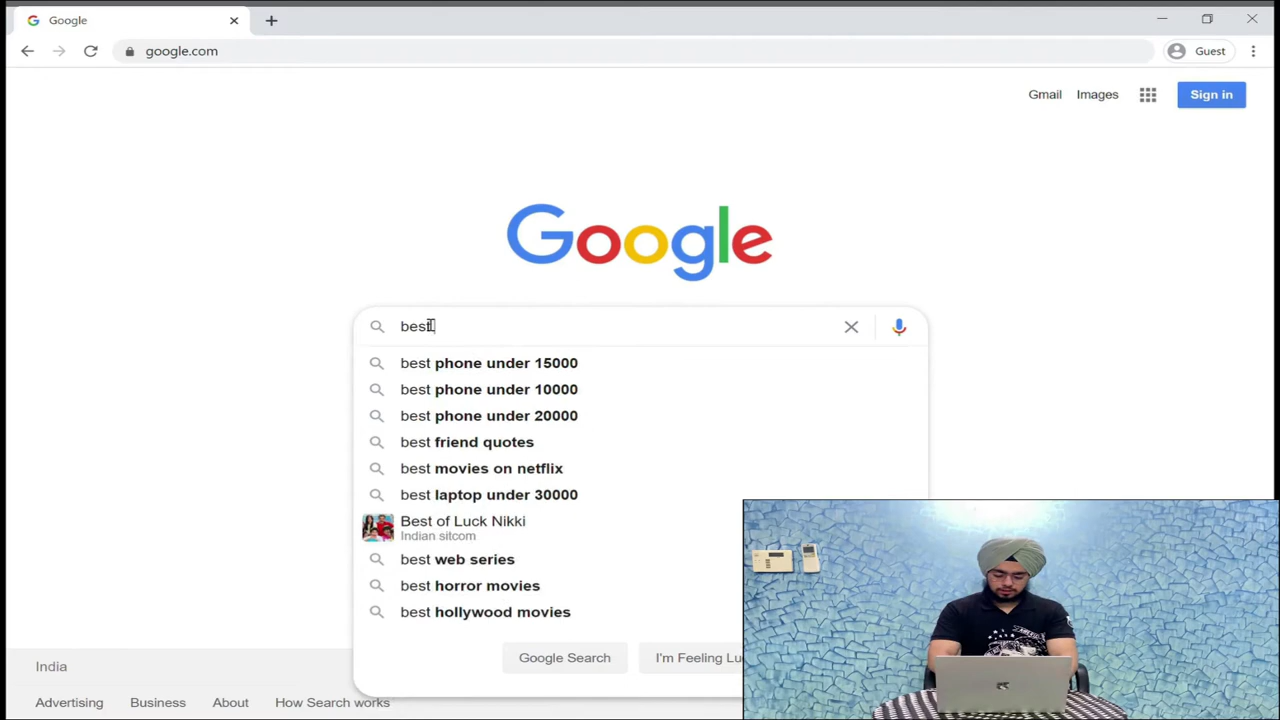 Google
google.com
Guest
Gmail
Images
Sign in
Google
best
best phone under 15000
best phone under 10000
best phone under 20000
best friend quotes
best movies on netflix
best laptop under 30000
Best of Luck Nikki
Indian sitcom
best web series
best horror movies
best hollywood movies
Google Search
I'm Feeling Lu
India
Advertising
Business
About
How Search works